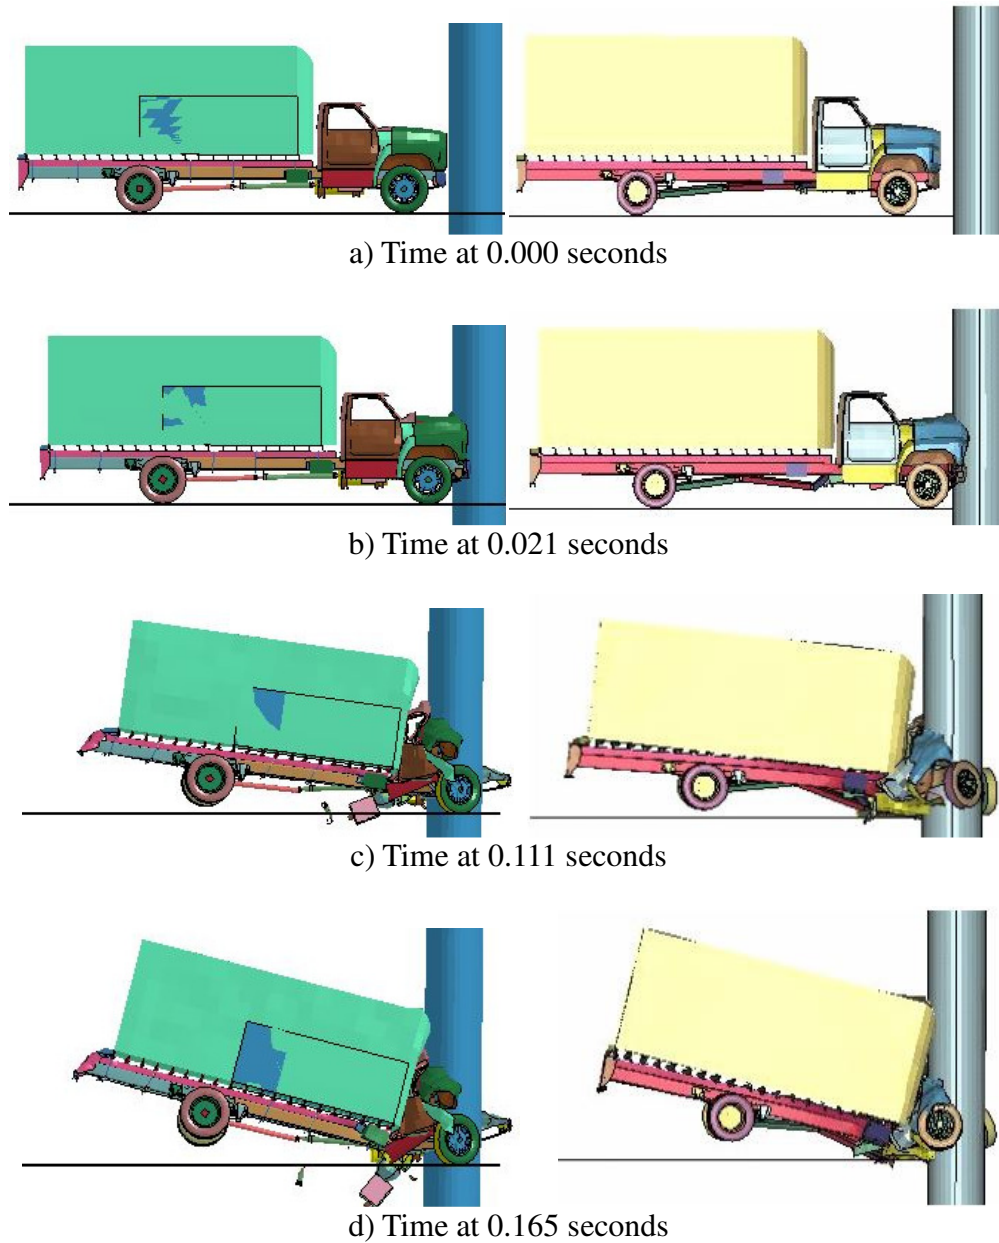 a) Time at 0.000 seconds
b) Time at 0.021 seconds
c) Time at 0.111 seconds
d) Time at 0.165 seconds